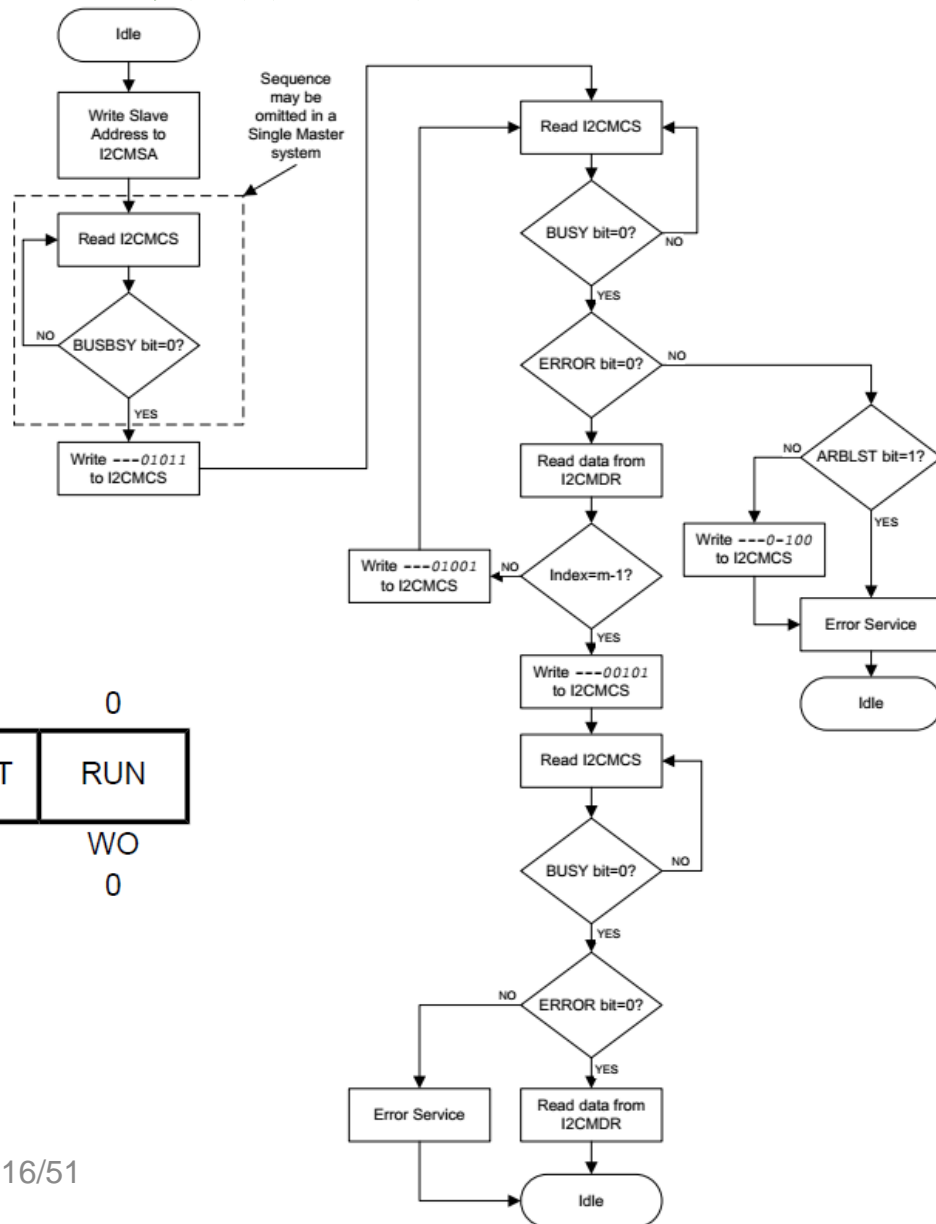 Idle
Write Slave
Address to
I2CMSA
Sequence
may be
omitted in a
Single Master
system
Read I2CMCS
BUSBSY bit=0?
NO
YES
Write ---01011
to I2CMCS
Read I2CMCS
BUSY bit=0?
NO
YES
ERROR bit=0?
NO
YES
Read data from
I2CMDR
ARBLST bit=1?
NO
YES
Write ---0-100
to I2CMCS
Error Service
Idle
Index=m-1?
NO
Write ---01001
to I2CMCS
YES
Write ---00101
to I2CMCS
Read I2CMCS
BUSY bit=0?
NO
YES
ERROR bit=0?
NO
YES
Error Service
Read data from
I2CMDR
Idle
0
T RUN
WO
0
16/51